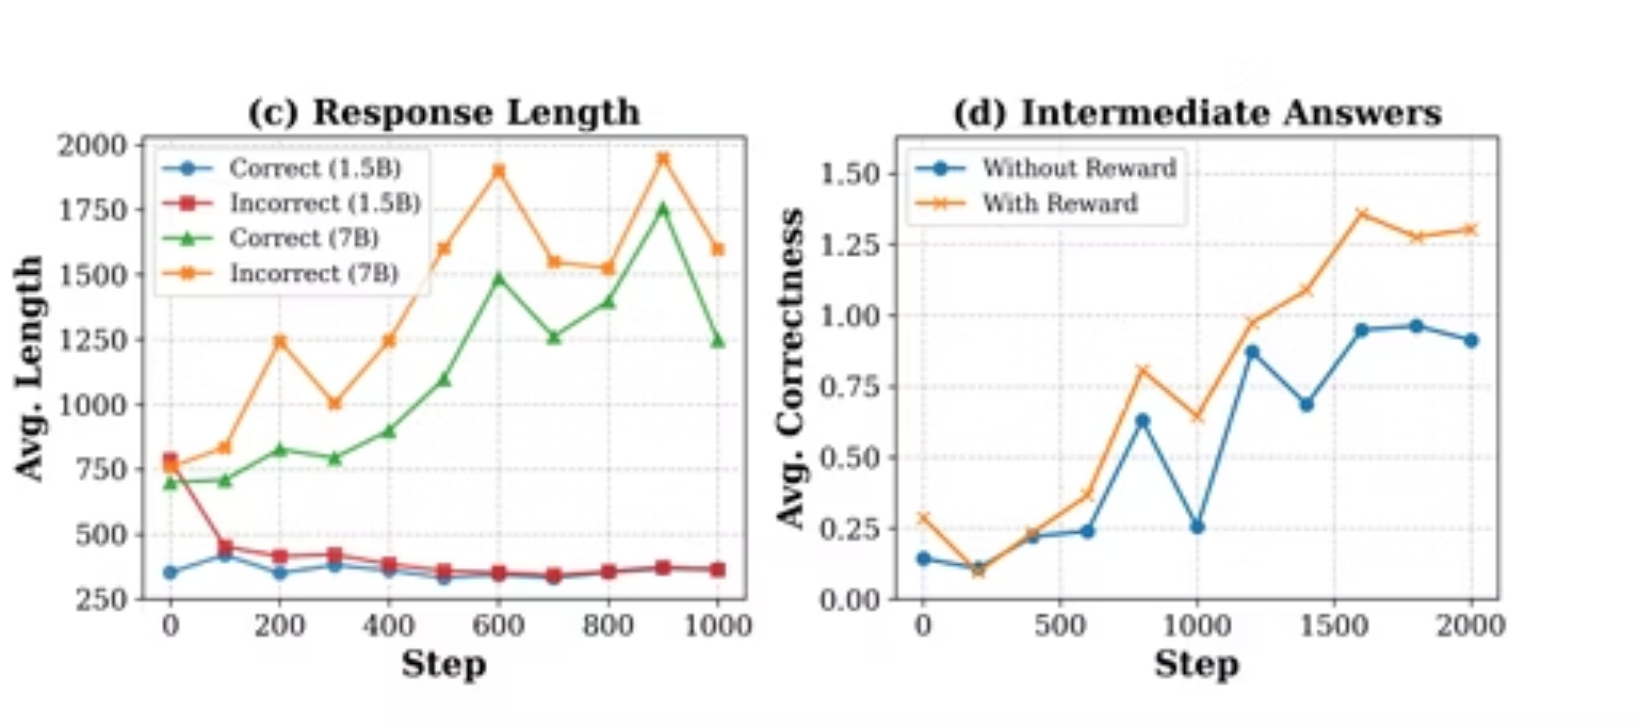 (c) Response Length
2000
1750
1500
1250
1000
750
500
250
Avg. Length
Correct (1.5B)
Incorrect (1.5B)
Correct (7B)
Incorrect (7B)
0 200 400 600 800 1000
Step
(d) Intermediate Answers
1.50
1.25
1.00
0.75
0.50
0.25
0.00
Avg. Correctness
Without Reward
With Reward
0 500 1000 1500 2000
Step